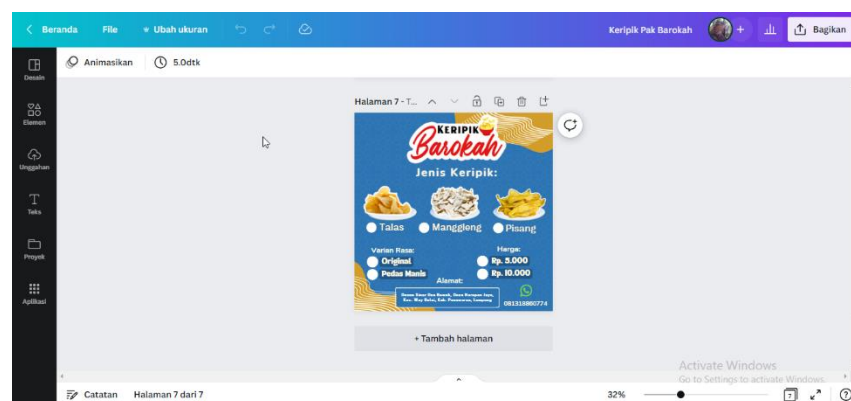 Beranda File Ubah ukuran Keripik Pak Barokah + Bagikan
Animasikan 5.0dtk
Desain
Elemen
Unggahan
Teks
Proyek
Aplikasi
Halaman 7 - T...
KERIPIK
Barokah
Jenis Keripik:
Talas Manggleng Pisang
Varian Rasa: Harga:
Original Rp. 5.000
Pedas Manis Rp. 10.000
Alamat:
081318860774
+ Tambah halaman
Activate Windows
Go to Settings to activate Windows.
Catatan Halaman 7 dari 7 32% 7